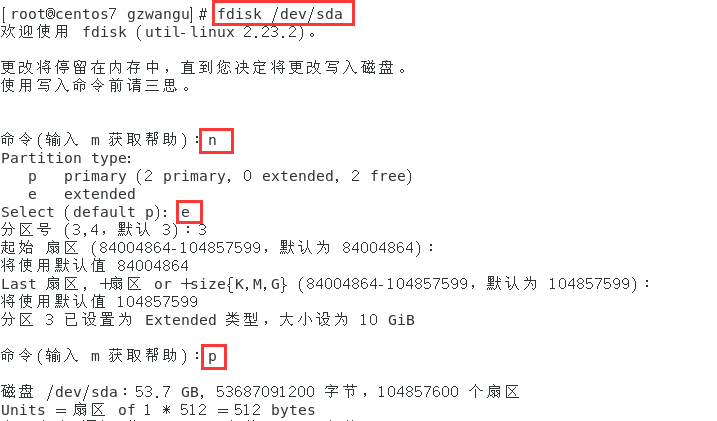 [root@centos7 gzwangu]# fdisk /dev/sda
欢迎使用 fdisk (util-linux 2.23.2)。
更改将停留在内存中，直到您决定将更改写入磁盘。
使用写入命令前请三思。
命令(输入 m 获取帮助)：n
Partition type:
p primary (2 primary, 0 extended, 2 free)
e extended
Select (default p): e
分区号 (3,4，默认 3)：3
起始 扇区 (84004864-104857599，默认为 84004864)：
将使用默认值 84004864
Last 扇区, +扇区 or +size{K,M,G} (84004864-104857599，默认为 104857599)：
将使用默认值 104857599
分区 3 已设置为 Extended 类型，大小设为 10 GiB
命令(输入 m 获取帮助)：p
磁盘 /dev/sda：53.7 GB, 53687091200 字节，104857600 个扇区
Units = 扇区 of 1 * 512 = 512 bytes